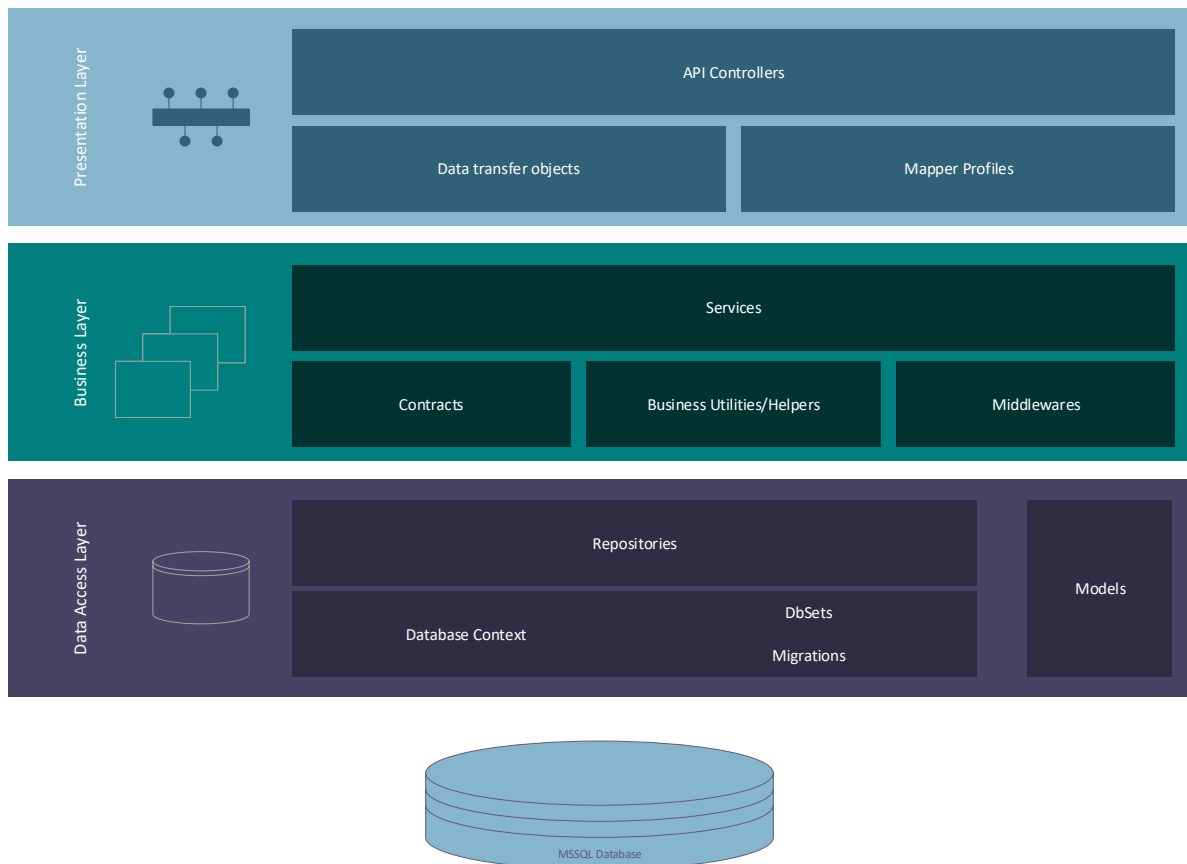 Presentation Layer
API Controllers
Data transfer objects
Mapper Profiles
Business Layer
Services
Contracts
Business Utilities/Helpers
Middlewares
Data Access Layer
Repositories
Database Context
DbSets
Migrations
Models
MSSQL Database